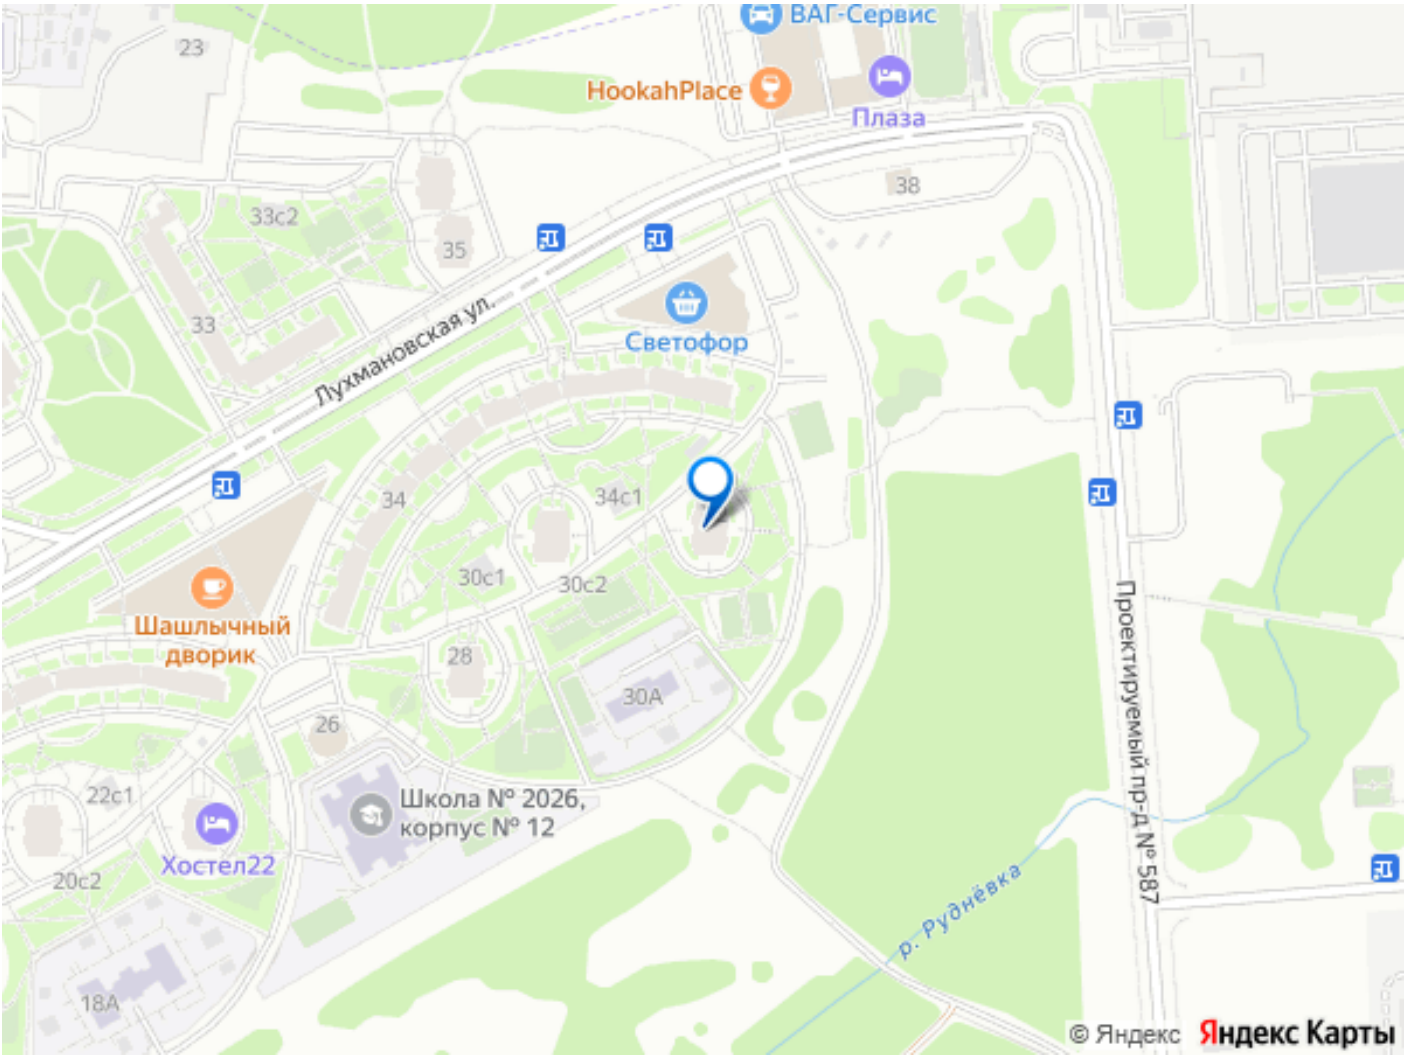 ВАГ-Сервис
23
HookahPlace
Плаза
38
33с2
35
33
Лухмановская ул.
Светофор
34
34с1
30с1
30с2
Шашлычный
дворик
28
30А
26
Проектируемый пр-д № 587
22с1
Школа № 2026,
корпус № 12
Хостел22
20с2
р. Руднёвка
18А
© Яндекс Яндекс Карты